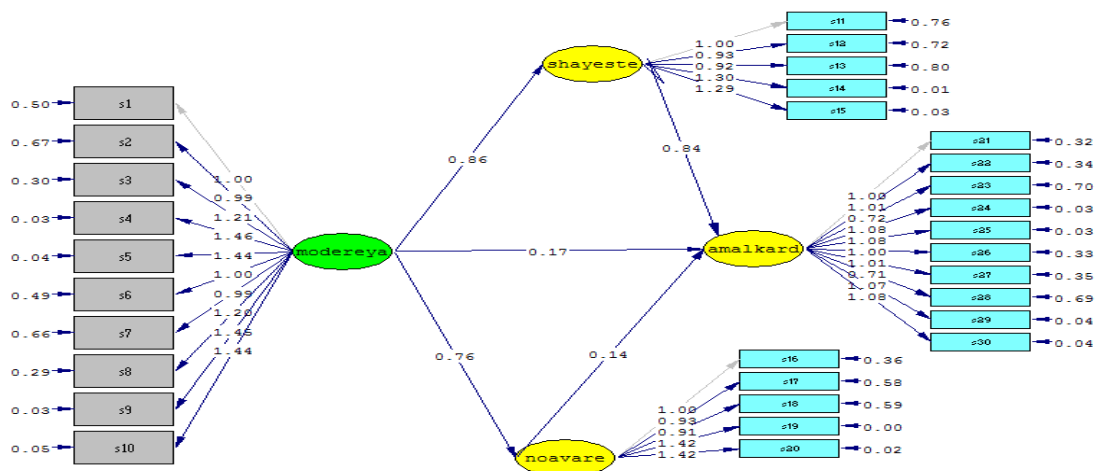 0.50 s1
0.67 s2
0.30 s3
0.03 s4
0.04 s5
0.49 s6
0.66 s7
0.29 s8
0.03 s9
0.05 s10
1.00
0.99
1.21
1.46
1.44
1.00
0.99
1.20
1.45
1.44
modereya
0.86
0.17
0.76
shayeste
1.00
0.93
0.92
1.30
1.29
s11 0.76
s12 0.72
s13 0.80
s14 0.01
s15 0.03
0.84
amalkard
0.14
1.00
1.01
0.72
1.08
1.08
1.00
1.01
0.71
1.07
1.08
s21 0.32
s22 0.34
s23 0.70
s24 0.03
s25 0.03
s26 0.33
s27 0.35
s28 0.69
s29 0.04
s30 0.04
noavare
1.00
0.93
0.91
1.42
1.42
s16 0.36
s17 0.58
s18 0.59
s19 0.00
s20 0.02